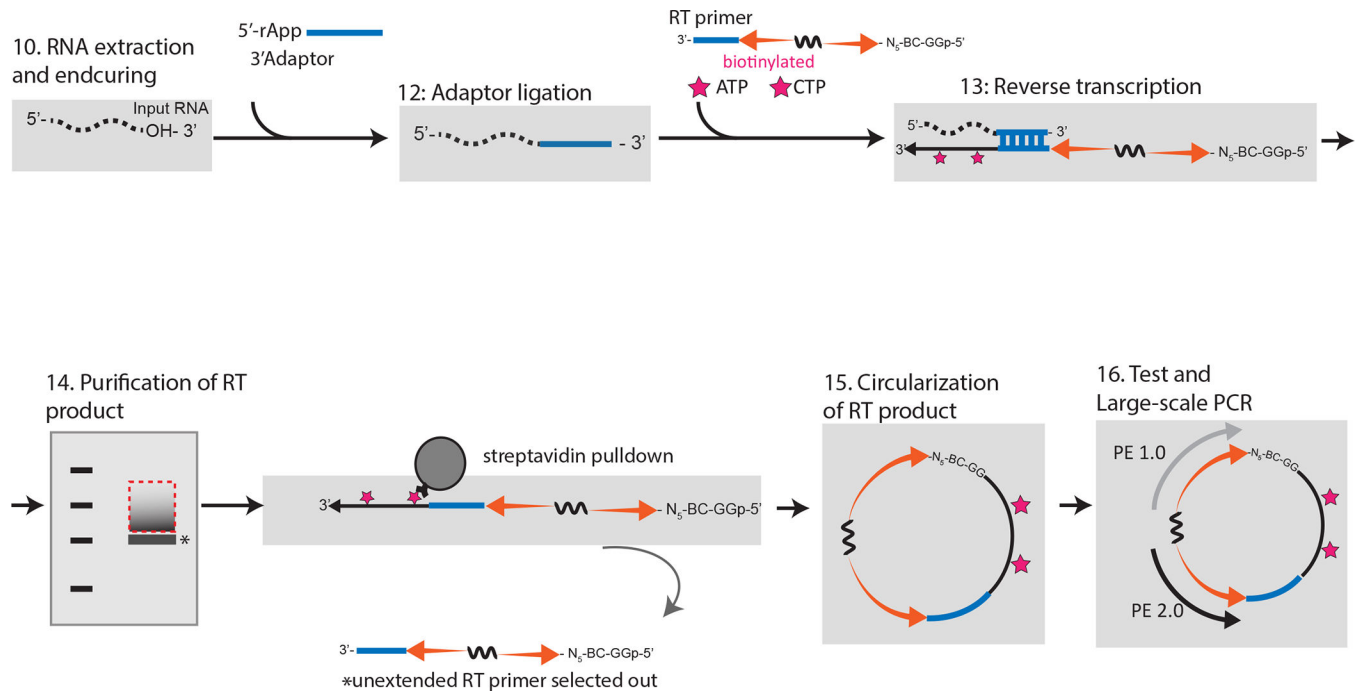 10. RNA extraction
and endcuring
Input RNA
5’-
OH- 3’
5’-rApp
3’Adaptor
12: Adaptor ligation
5’-
- 3’
RT primer
3’-
- N5-BC-GGp-5’
biotinylated
ATP
CTP
13: Reverse transcription
5’-
- 3’
3’
- N5-BC-GGp-5’
14. Purification of RT
product
*
streptavidin pulldown
3’
- N5-BC-GGp-5’
3’-
- N5-BC-GGp-5’
*unextended RT primer selected out
15. Circularization
of RT product
-N5-BC-GG
16. Test and
Large-scale PCR
PE 1.0
-N5-BC-GG
PE 2.0